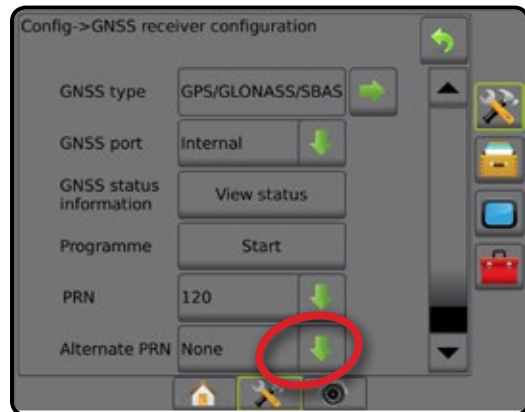 Config->GNSS receiver configuration
GNSS type GPS/GLONASS/SBAS
GNSS port Internal
GNSS status
information View status
Programme Start
PRN 120
Alternate PRN None